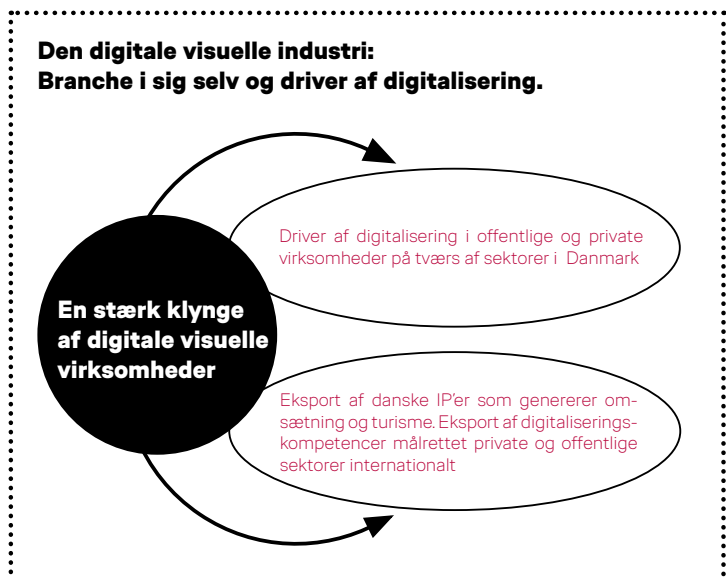 Den digitale visuelle industri:
Branche i sig selv og driver af digitalisering.
Driver af digitalisering i offentlige og private
virksomheder på tværs af sektorer i Danmark
En stærk klynge
af digitale visuelle
virksomheder
Eksport af danske IP'er som genererer om-
sætning og turisme. Eksport af digitaliserings-
kompetencer målrettet private og offentlige
sektorer internationalt